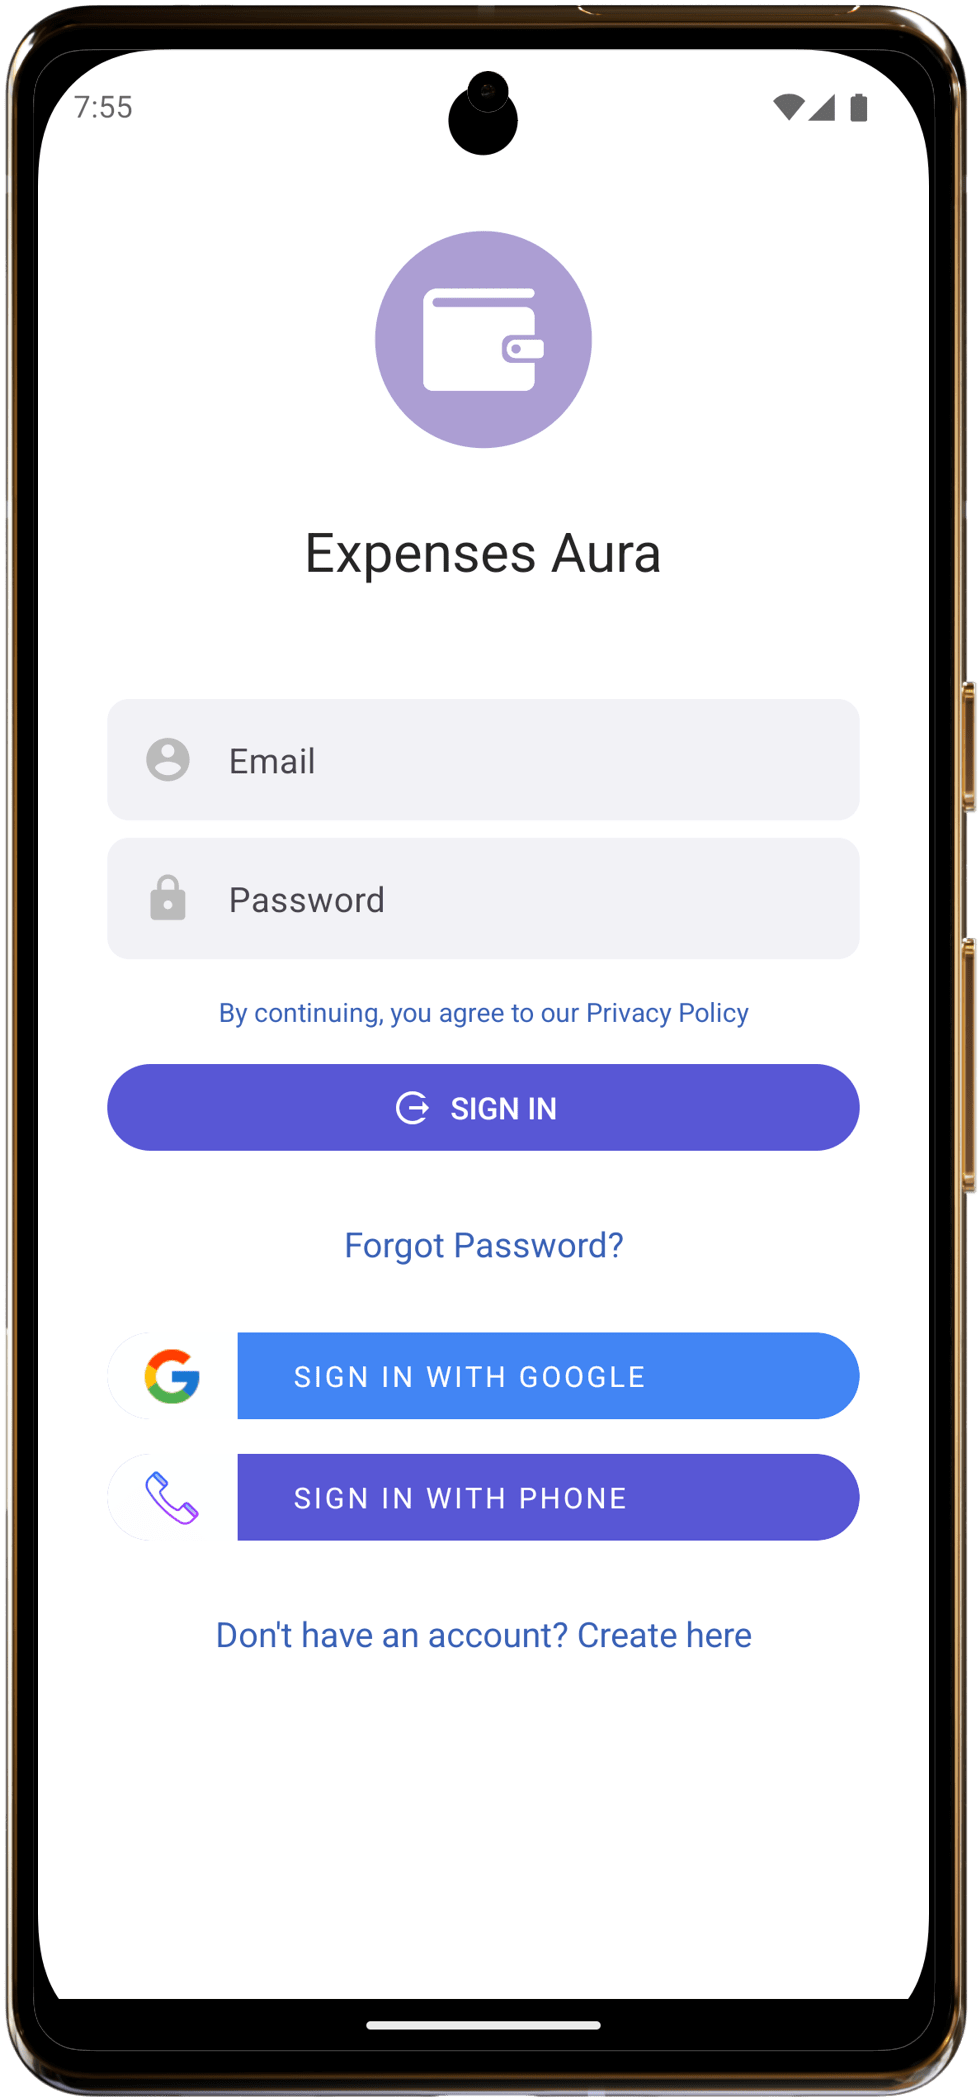 7:55
Expenses Aura
Email
Password
By continuing, you agree to our Privacy Policy
SIGN IN
Forgot Password?
SIGN IN WITH GOOGLE
SIGN IN WITH PHONE
Don't have an account? Create here